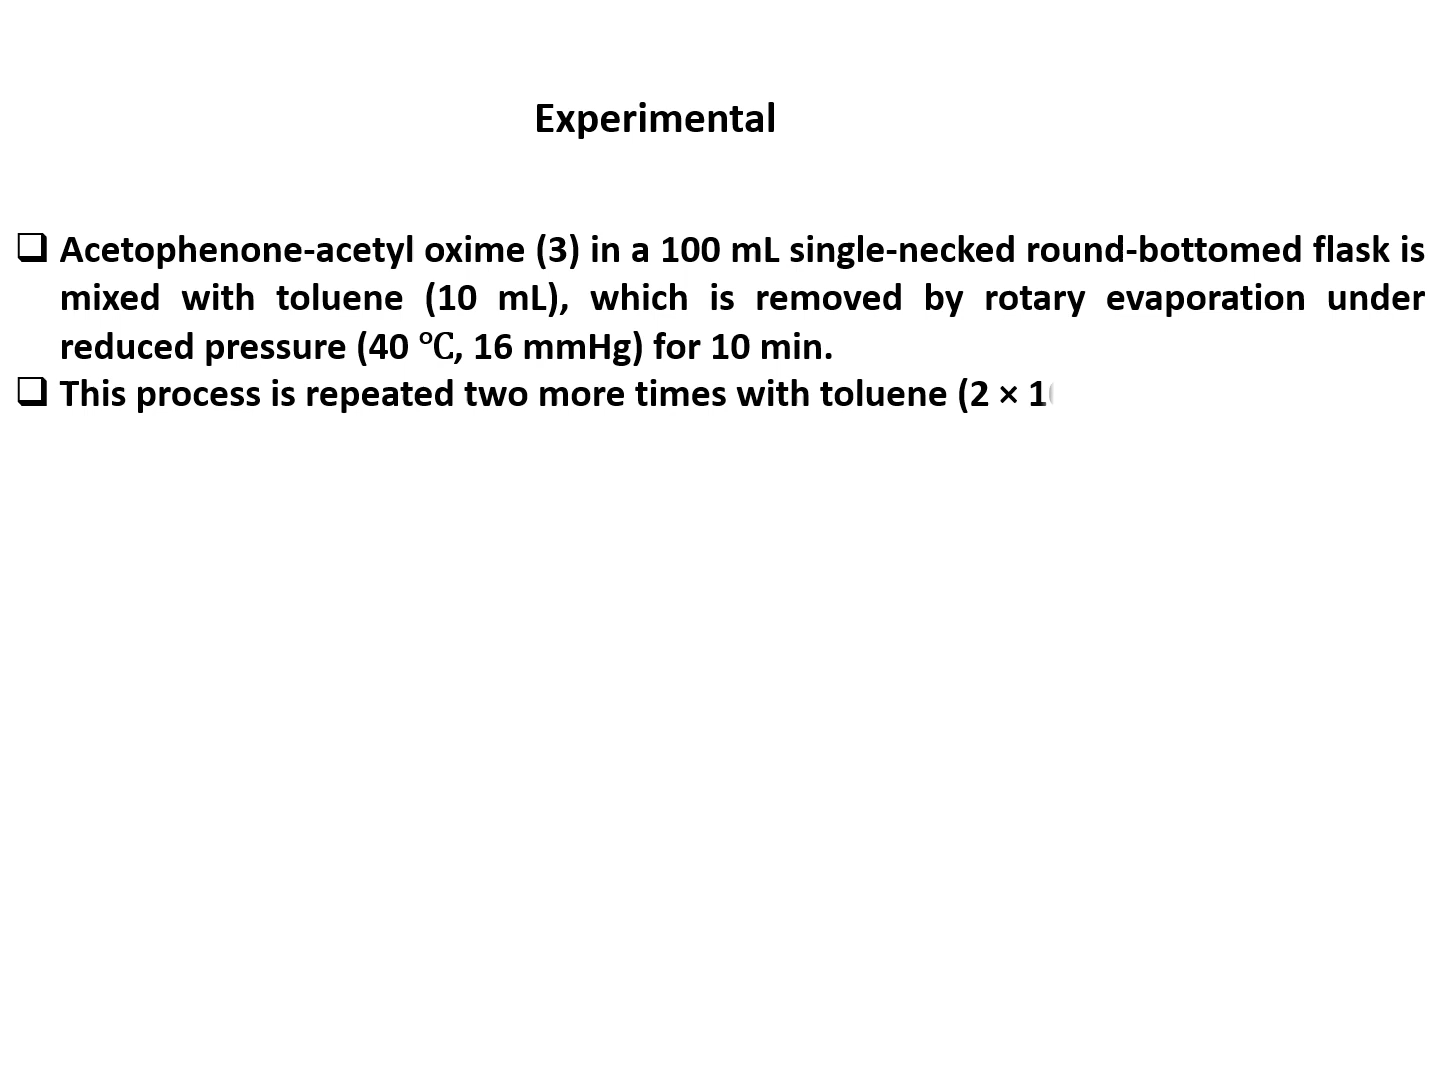 Experimental
❑ Acetophenone-acetyl oxime (3) in a 100 mL single-necked round-bottomed flask is
mixed with toluene (10 mL), which is removed by rotary evaporation under
reduced pressure (40 ℃, 16 mmHg) for 10 min.
❑ This process is repeated two more times with toluene (2 × 1